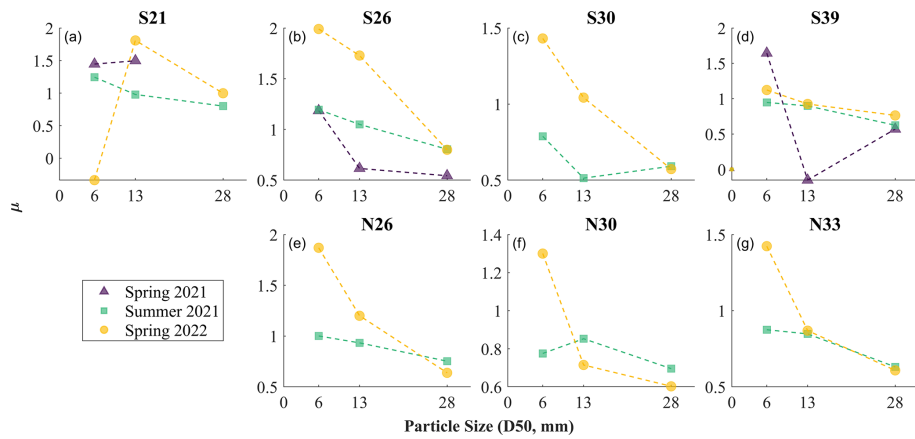 S21
S26
S30
S39
(a)
2
1.5
1
0.5
0
0 6 13 28
(b)
2
1.5
1
0.5
0 6 13 28
(c)
1.5
1
0.5
0 6 13 28
(d)
2
1.5
1
0.5
0
0 6 13 28
μ
N26
N30
N33
(e)
2
1.5
1
0.5
0 6 13 28
(f)
1.4
1.2
1
0.8
0.6
0 6 13 28
(g)
1.5
1
0.5
0 6 13 28
Spring 2021
Summer 2021
Spring 2022
Particle Size (D50, mm)